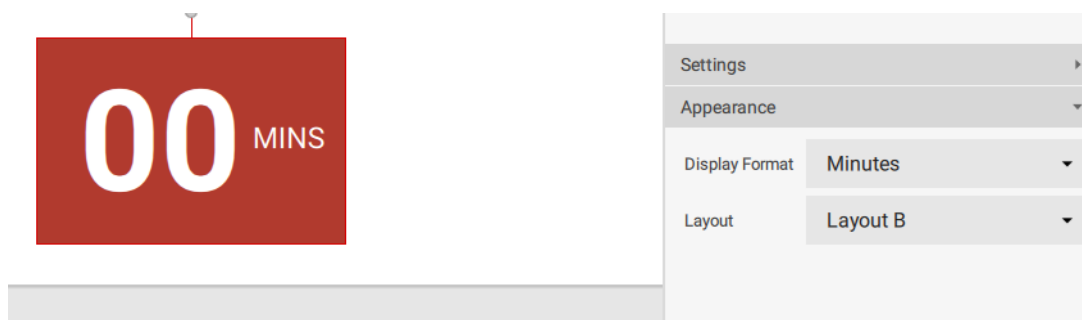 00 MINS
Settings
Appearance
Display Format Minutes
Layout Layout B